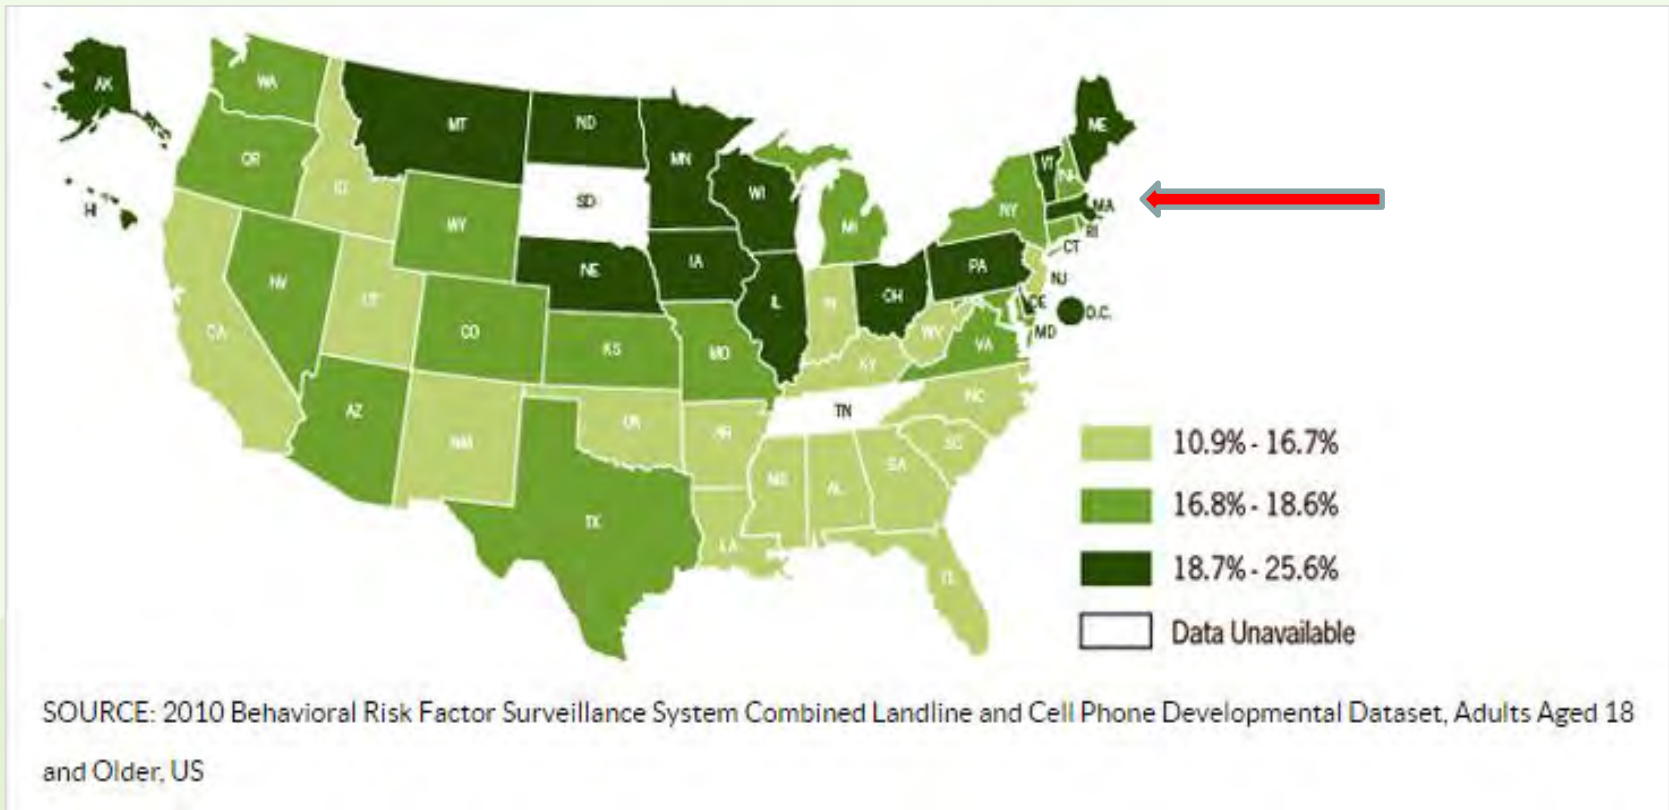 AK
WA
MT
ND
MN
ME
VT
NH
OR
ID
SD
WI
NY
MA
HI
WY
MI
RI
CT
NE
IA
PA
NJ
NV
UT
IL
IN
OH
DE
D.C.
CA
CO
KS
MO
WV
VA
MD
KY
AZ
NM
OK
AR
TN
NC
SC
MS
AL
GA
TX
LA
FL
10.9% - 16.7%
16.8% - 18.6%
18.7% - 25.6%
Data Unavailable
SOURCE: 2010 Behavioral Risk Factor Surveillance System Combined Landline and Cell Phone Developmental Dataset, Adults Aged 18
and Older, US